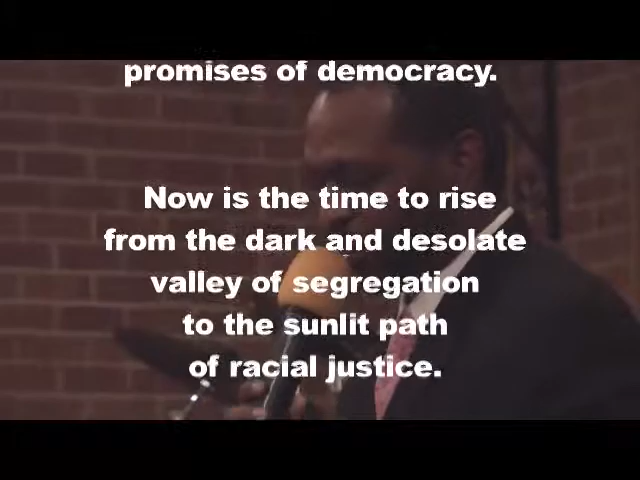 promises of democracy.
Now is the time to rise
from the dark and desolate
valley of segregation
to the sunlit path
of racial justice.